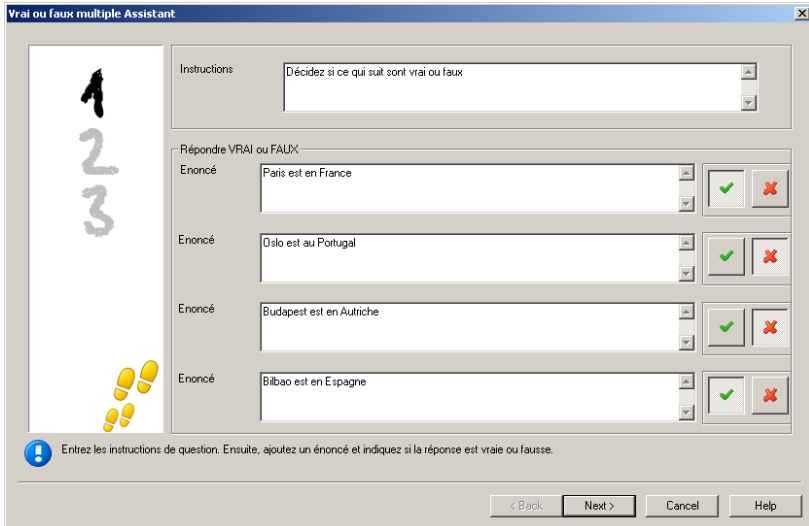 Vrai ou faux multiple Assistant
1
2
3
Instructions
Décidez si ce qui suit sont vrai ou faux
Répondre VRAI ou FAUX
Enoncé
Paris est en France
Enoncé
Oslo est au Portugal
Enoncé
Budapest est en Autriche
Enoncé
Bilbao est en Espagne
Entrez les instructions de question. Ensuite, ajoutez un énoncé et indiquez si la réponse est vraie ou fausse.
< Back
Next >
Cancel
Help